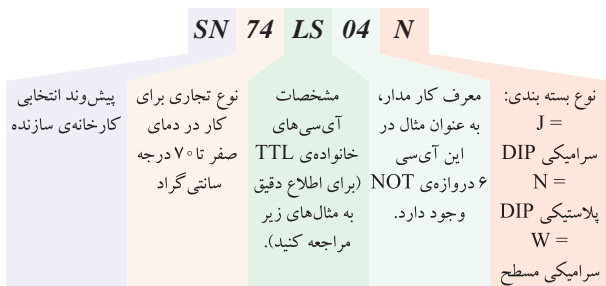 SN 74 LS 04 N
پیش‌وند انتخابی
کارخانه‌ی سازنده
نوع تجاری برای
کار در دمای
صفر تا ۷۰ درجه
سانتی‌گراد
مشخصات
آی‌سی‌های
خانواده‌ی TTL
(برای اطلاع دقیق
به مثال‌های زیر
مراجعه کنید).
معرف کار مدار،
به عنوان مثال در
این آی‌سی
۶ دروازه‌ی NOT
وجود دارد.
نوع بسته بندی:
J =
سرامیکی DIP
N =
پلاستیکی DIP
W =
سرامیکی مسطح